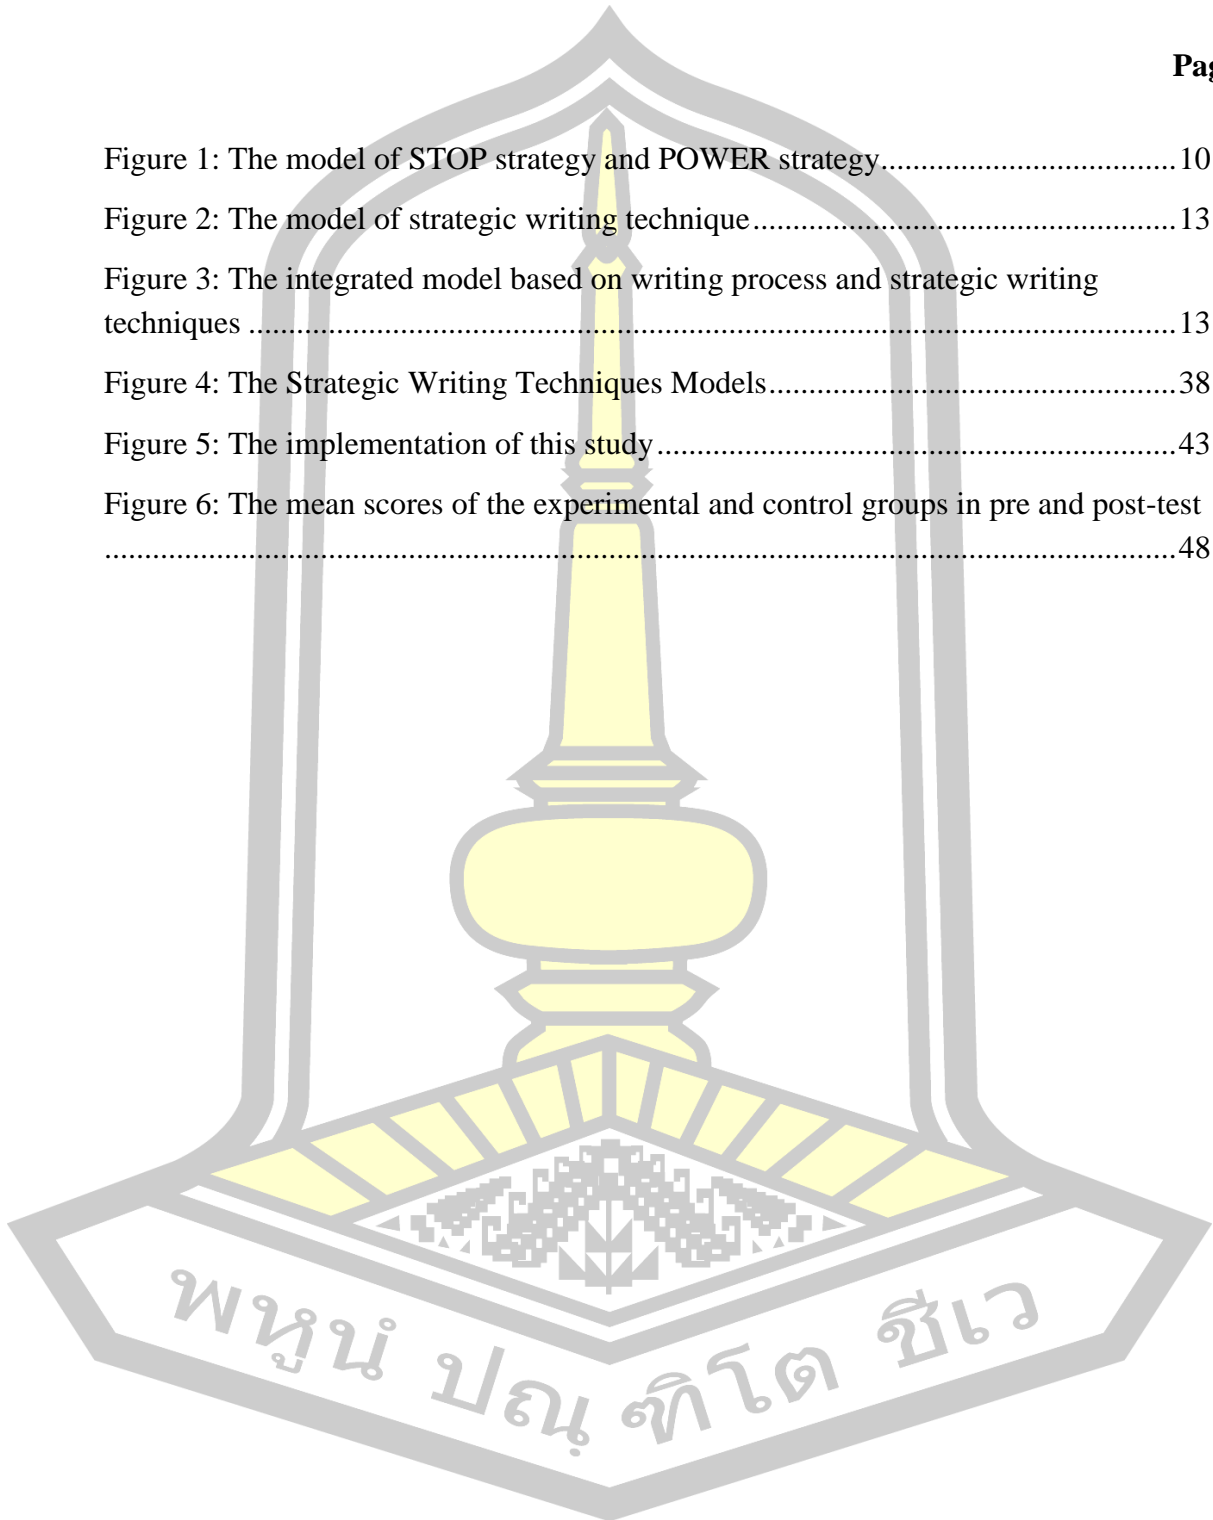 Pag
Figure 1: The model of STOP strategy and POWER strategy...............................10
Figure 2: The model of strategic writing technique..............................................13
Figure 3: The integrated model based on writing process and strategic writing
techniques ...........................................................................................................13
Figure 4: The Strategic Writing Techniques Models............................................38
Figure 5: The implementation of this study.........................................................43
Figure 6: The mean scores of the experimental and control groups in pre and post-test
...........................................................................................................................48
พหูนํ ปณฺฑิโต ชีเว